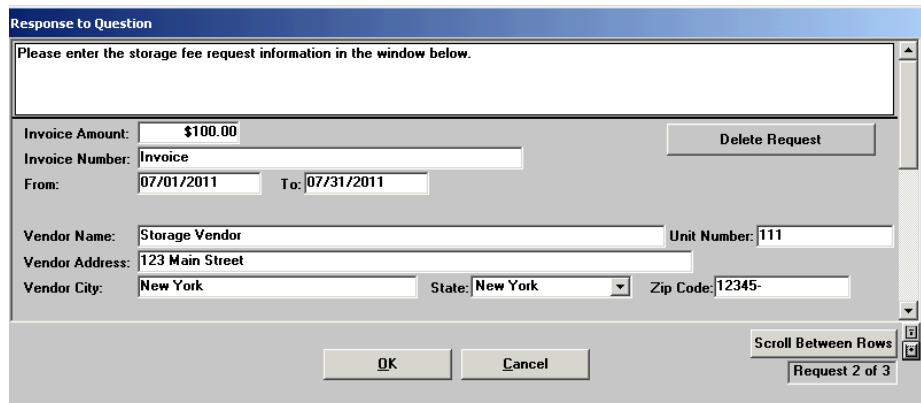 Response to Question
Please enter the storage fee request information in the window below.
Invoice Amount: $100.00 Delete Request
Invoice Number: Invoice
From: 07/01/2011 To: 07/31/2011
Vendor Name: Storage Vendor Unit Number: 111
Vendor Address: 123 Main Street
Vendor City: New York State: New York Zip Code: 12345-
Scroll Between Rows
OK Cancel
Request 2 of 3